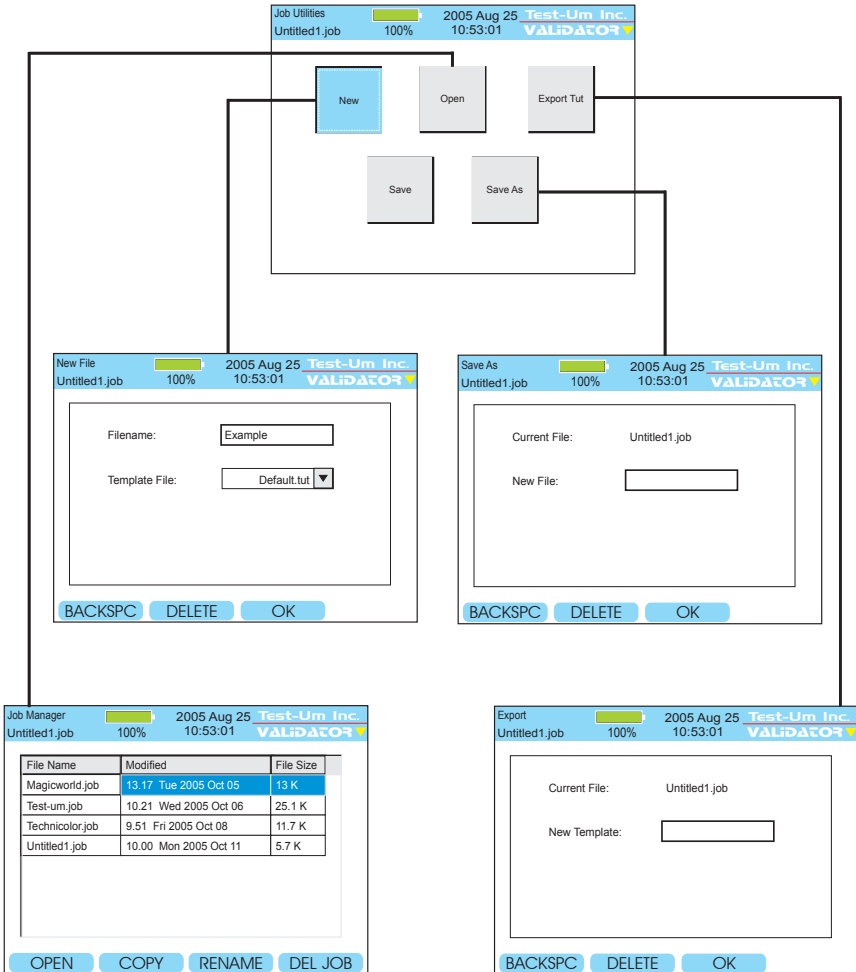 Job Utilities 2005 Aug 25 Test-Um Inc.
Untitled1.job 100% 10:53:01 VALIDATOR
New Open Export Tut
Save Save As
New File 2005 Aug 25 Test-Um Inc.
Untitled1.job 100% 10:53:01 VALIDATOR
Filename: Example
Template File: Default.tut
BACKSPC DELETE OK
Save As 2005 Aug 25 Test-Um Inc.
Untitled1.job 100% 10:53:01 VALIDATOR
Current File: Untitled1.job
New File:
BACKSPC DELETE OK
Job Manager 2005 Aug 25 Test-Um Inc.
Untitled1.job 100% 10:53:01 VALIDATOR
File Name Modified File Size
Magicworld.job 13.17 Tue 2005 Oct 05 13 K
Test-um.job 10.21 Wed 2005 Oct 06 25.1 K
Technicolor.job 9.51 Fri 2005 Oct 08 11.7 K
Untitled1.job 10.00 Mon 2005 Oct 11 5.7 K
OPEN COPY RENAME DEL JOB
Export 2005 Aug 25 Test-Um Inc.
Untitled1.job 100% 10:53:01 VALIDATOR
Current File: Untitled1.job
New Template:
BACKSPC DELETE OK